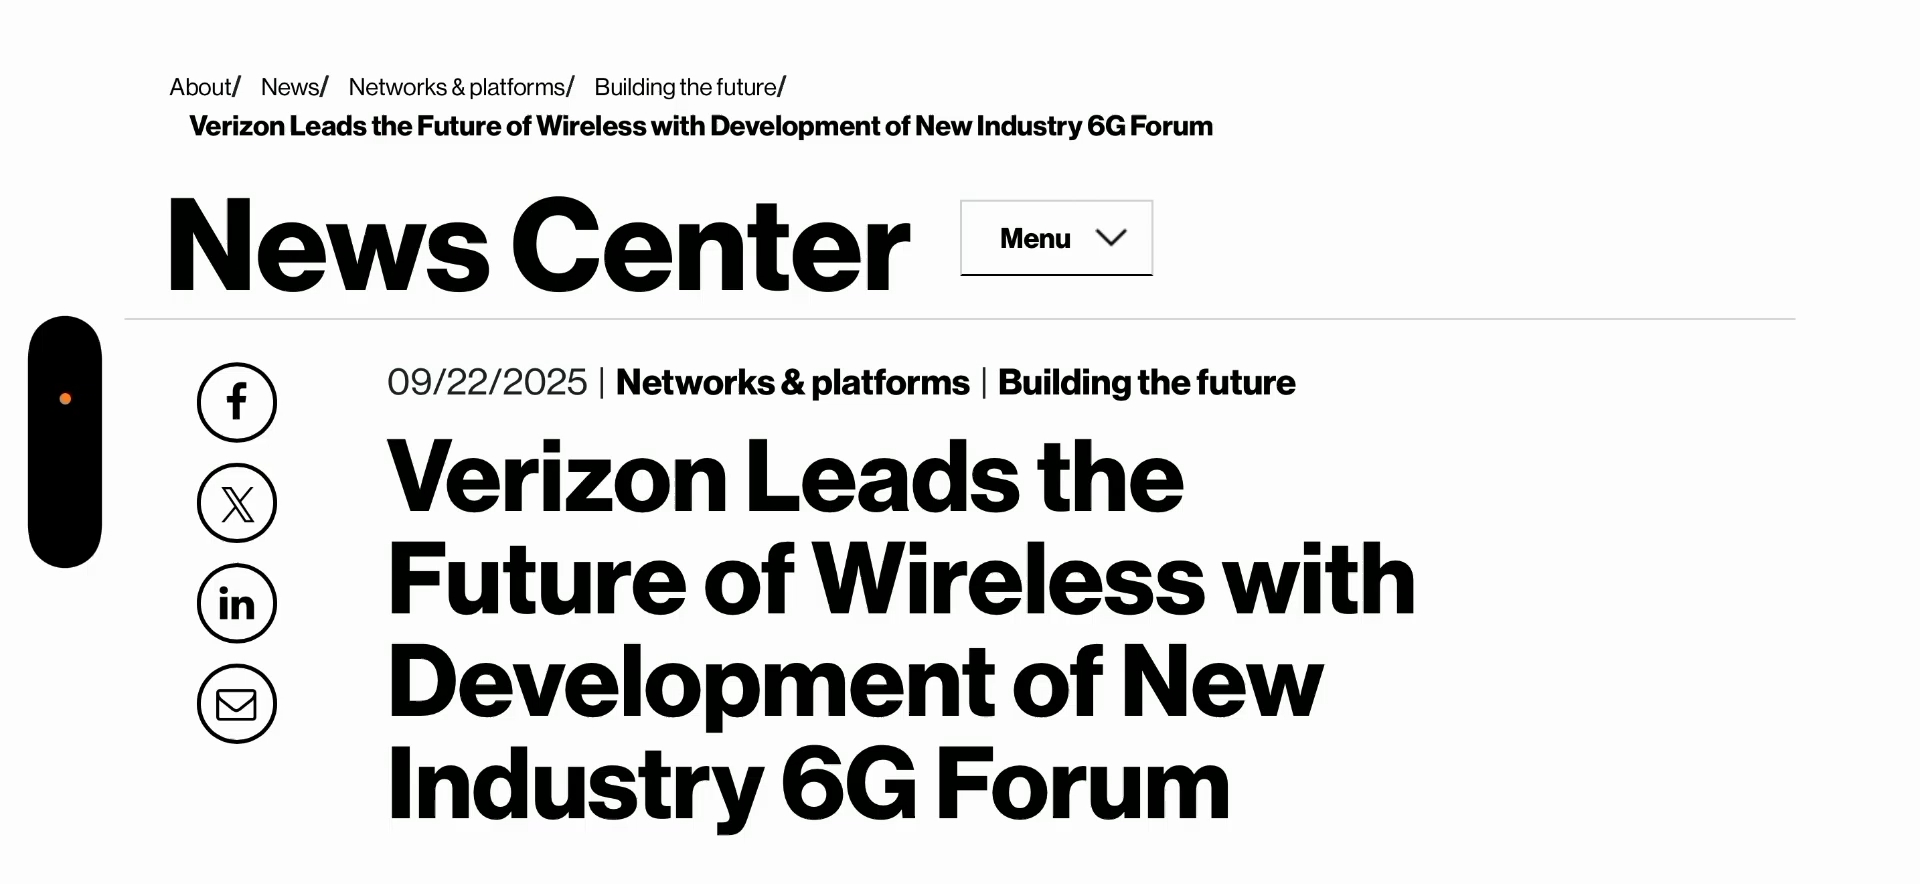 About/ News/ Networks & platforms/ Building the future/
Verizon Leads the Future of Wireless with Development of New Industry 6G Forum
News Center
Menu
09/22/2025 | Networks & platforms | Building the future
Verizon Leads the
Future of Wireless with
Development of New
Industry 6G Forum